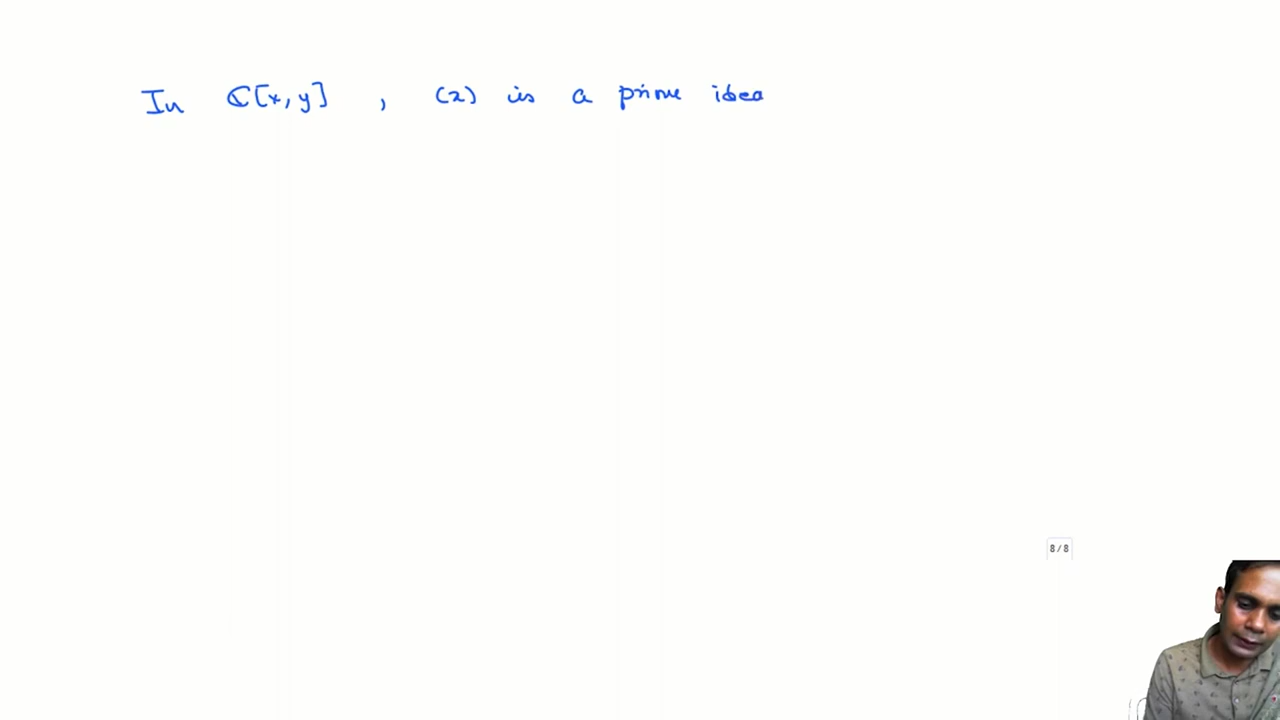 In ℂ[x,y] , (x) is a prime idea
8/8